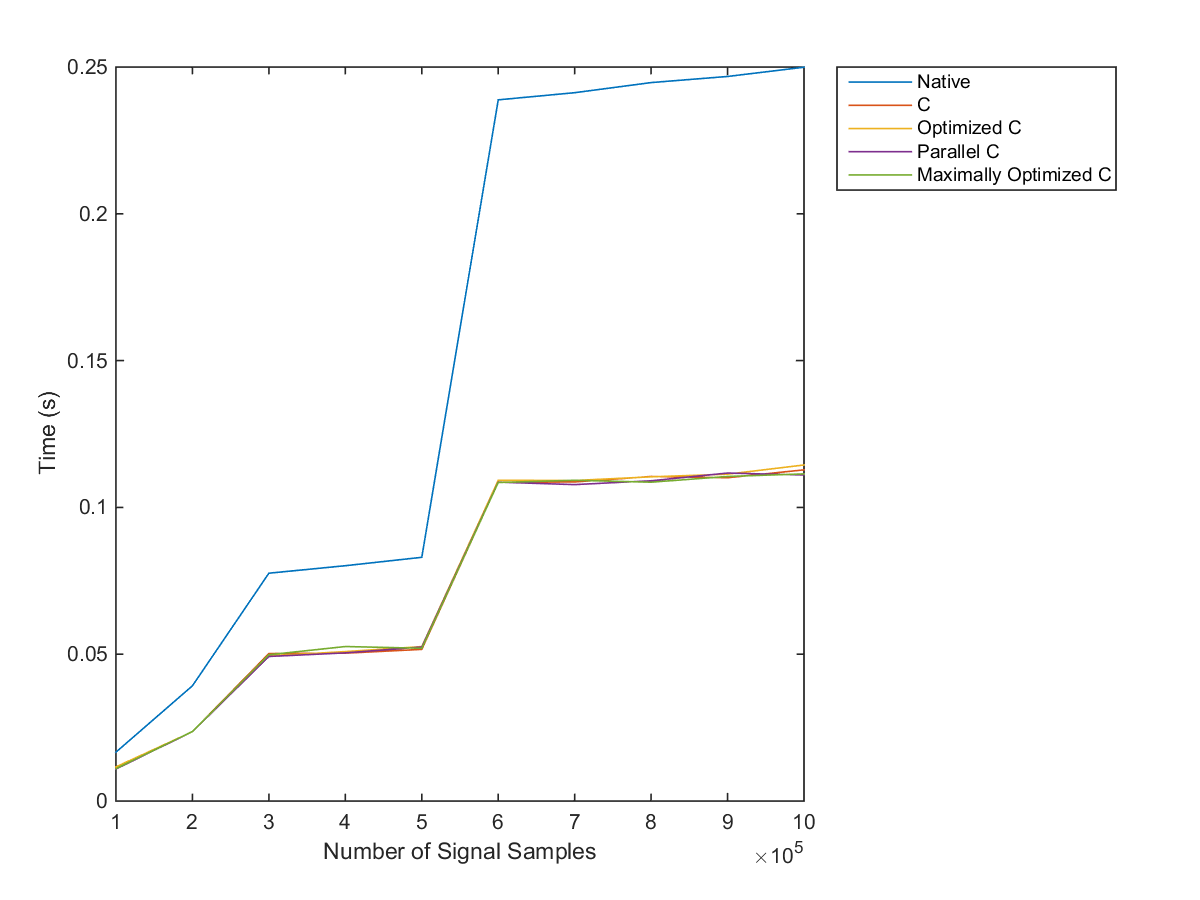 0.25
0.2
0.15
0.1
0.05
0
Time (s)
1 2 3 4 5 6 7 8 9 10
Number of Signal Samples
×10^5
Native
C
Optimized C
Parallel C
Maximally Optimized C